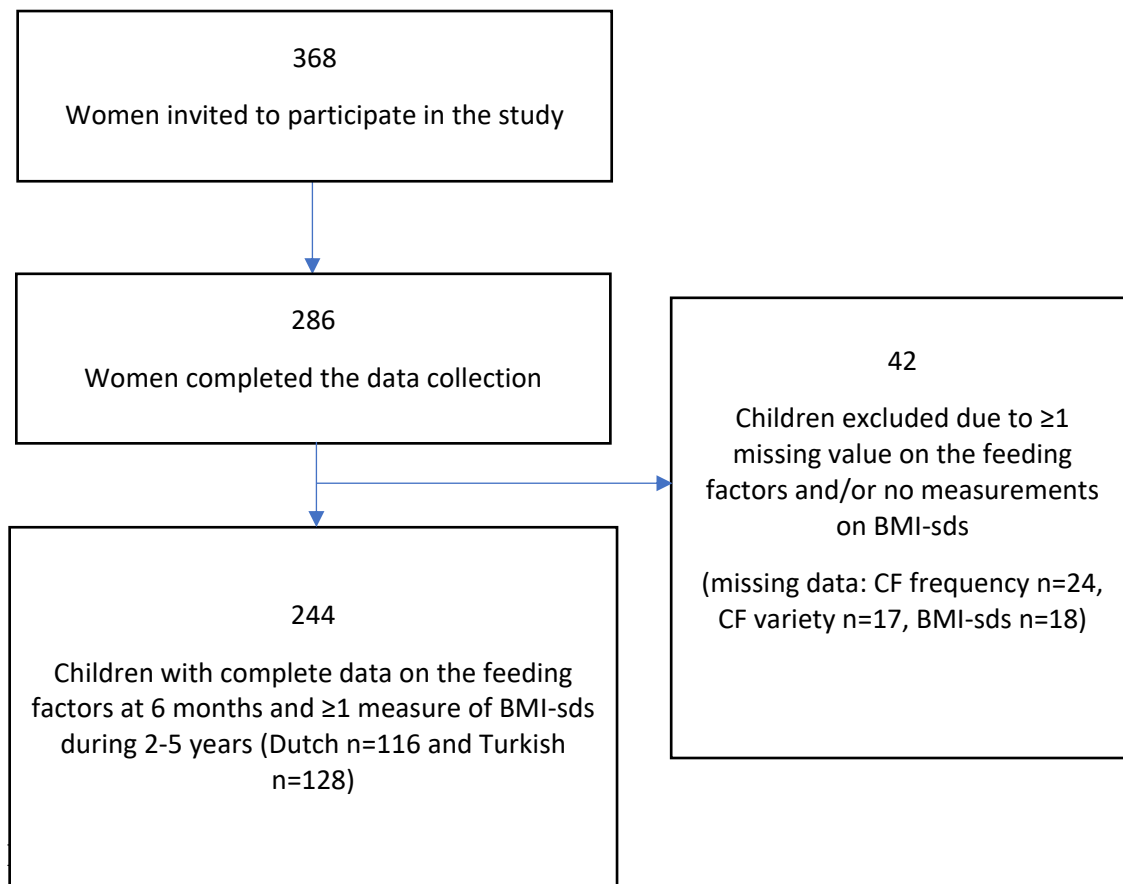 368
Women invited to participate in the study
286
Women completed the data collection
42
Children excluded due to ≥1
missing value on the feeding
factors and/or no measurements
on BMI-sds
(missing data: CF frequency n=24,
CF variety n=17, BMI-sds n=18)
244
Children with complete data on the feeding
factors at 6 months and ≥1 measure of BMI-sds
during 2-5 years (Dutch n=116 and Turkish
n=128)